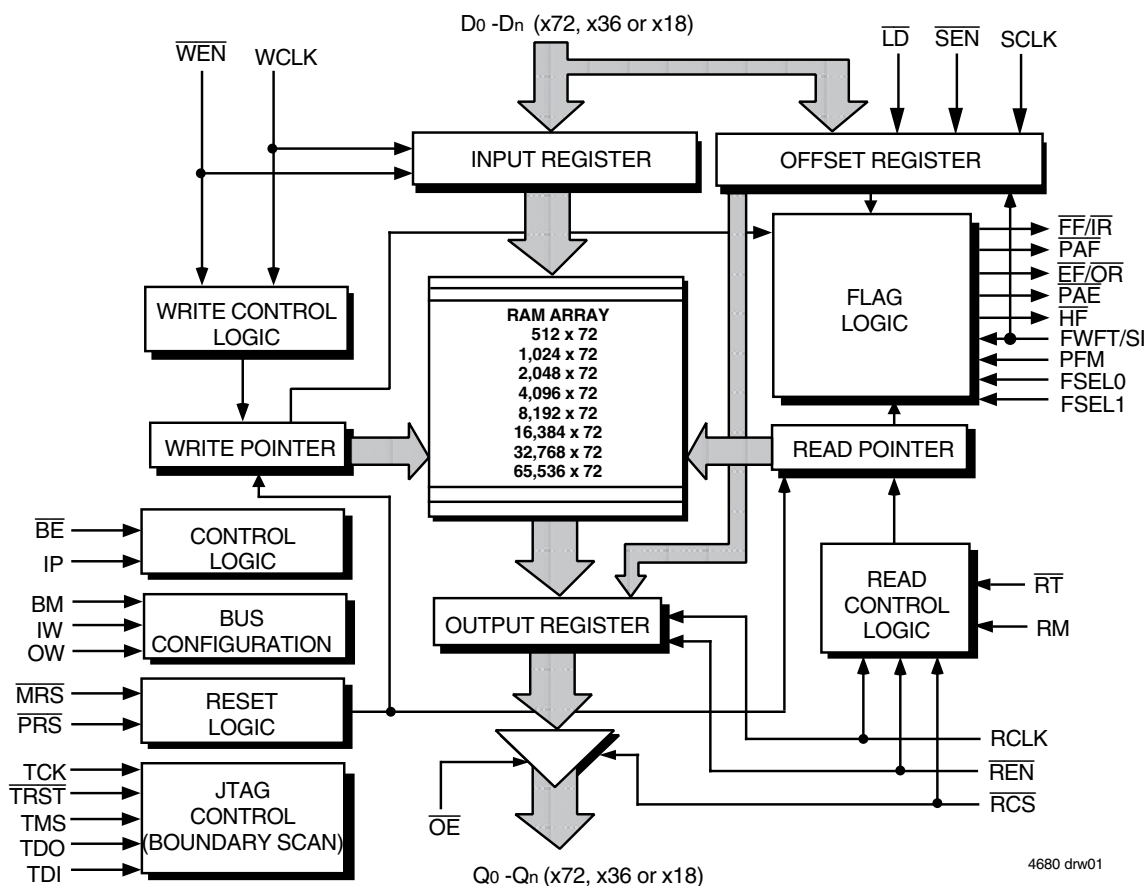 D0 -Dn (x72, x36 or x18)
WEN
WCLK
LD
SEN
SCLK
INPUT REGISTER
OFFSET REGISTER
FF/IR
PAF
EF/OR
PAE
HF
FWFT/SI
PFM
FSEL0
FSEL1
FLAG
LOGIC
WRITE CONTROL
LOGIC
RAM ARRAY
512 x 72
1,024 x 72
2,048 x 72
4,096 x 72
8,192 x 72
16,384 x 72
32,768 x 72
65,536 x 72
WRITE POINTER
READ POINTER
BE
IP
CONTROL
LOGIC
BM
IW
OW
BUS
CONFIGURATION
OUTPUT REGISTER
READ
CONTROL
LOGIC
RT
RM
MRS
PRS
RESET
LOGIC
RCLK
REN
RCS
TCK
TRST
TMS
TDO
TDI
JTAG
CONTROL
(BOUNDARY SCAN)
OE
Q0 -Qn (x72, x36 or x18)
4680 drw01